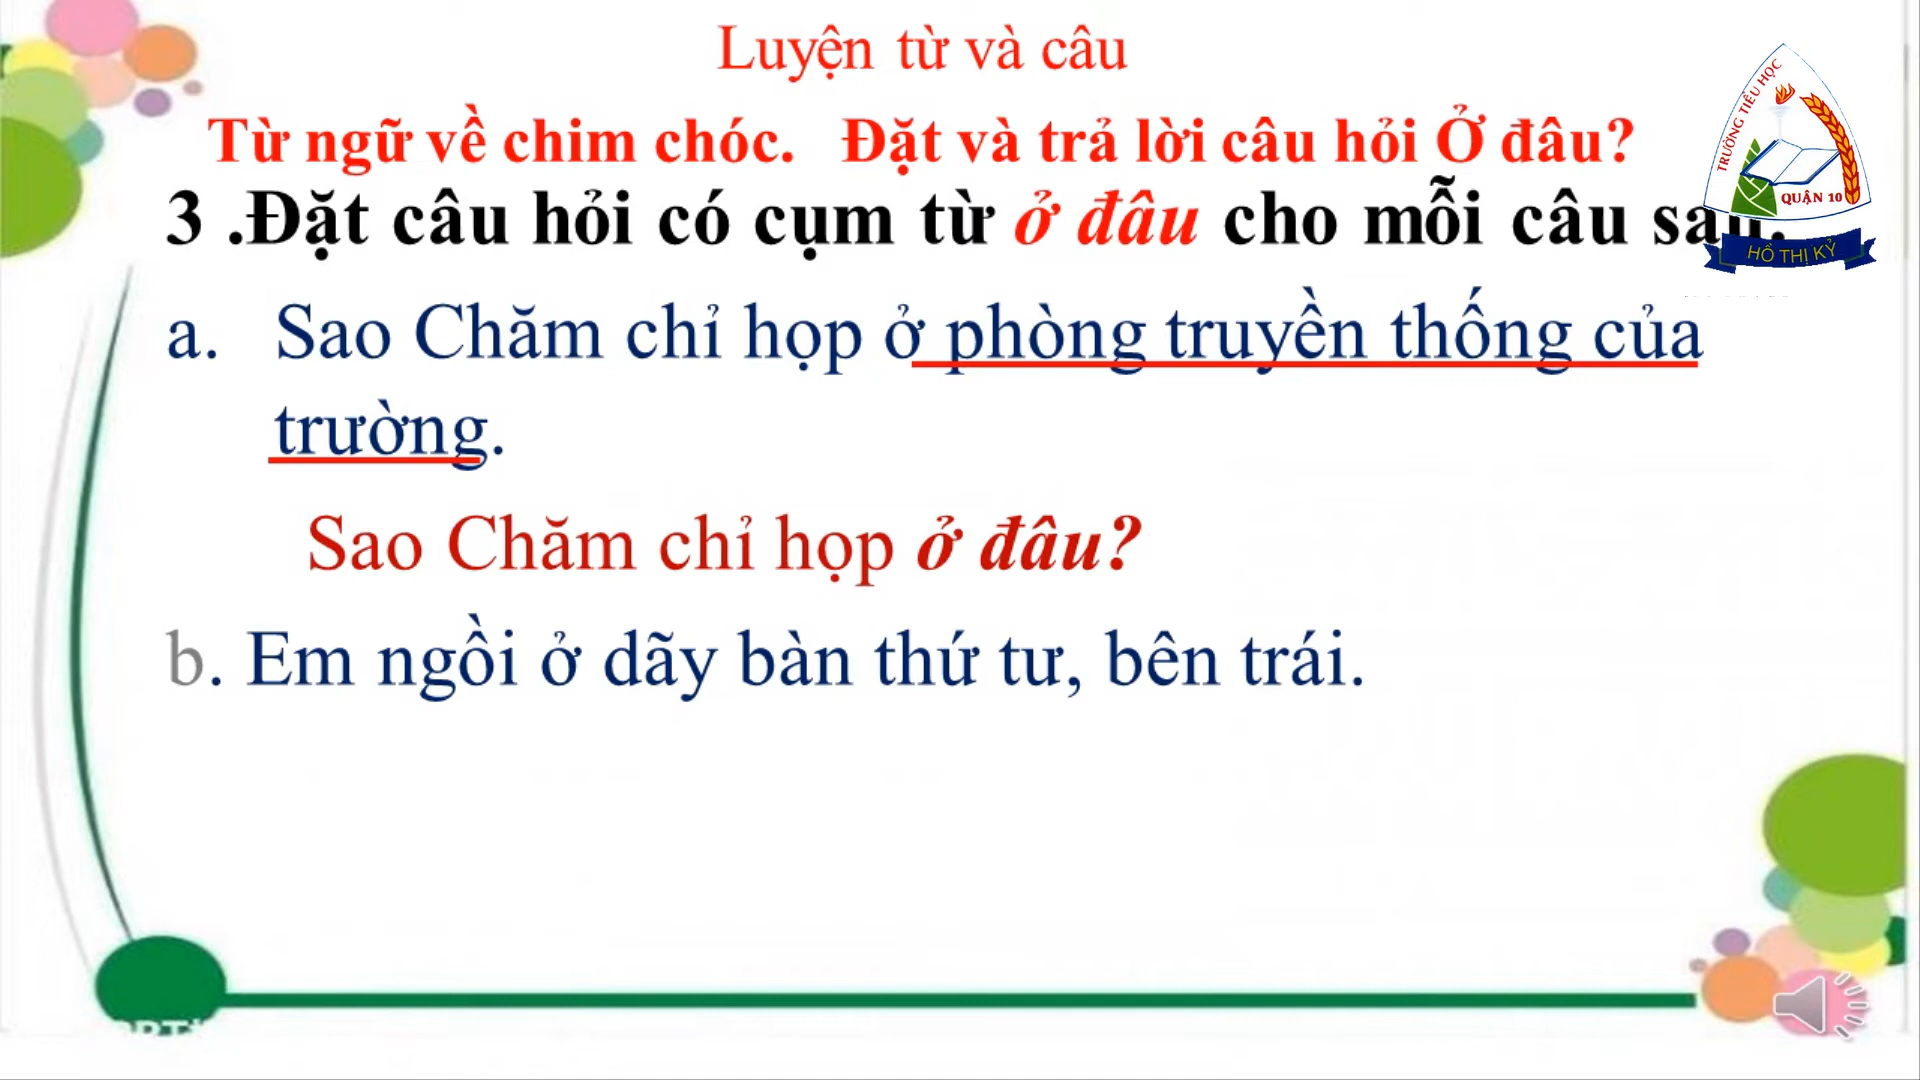 Luyện từ và câu
Từ ngữ về chim chóc. Đặt và trả lời câu hỏi Ở đâu?
3 .Đặt câu hỏi có cụm từ ở đâu cho mỗi câu sau:
TRƯỜNG TIỂU HỌC
QUẬN 10
HỒ THỊ KỶ
a. Sao Chăm chỉ họp ở phòng truyền thống của
trường.
Sao Chăm chỉ họp ở đâu?
b. Em ngồi ở dãy bàn thứ tư, bên trái.